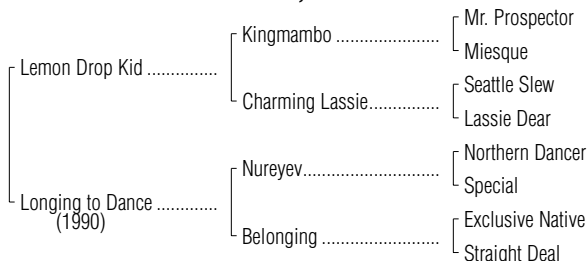 Mr. Prospector
Kingmambo ........................
Miesque
Lemon Drop Kid ...............
Seattle Slew
Charming Lassie................
Lassie Dear
Northern Dancer
Nureyev...............................
Special
Longing to Dance .............
(1990)
Exclusive Native
Belonging ...........................
Straight Deal